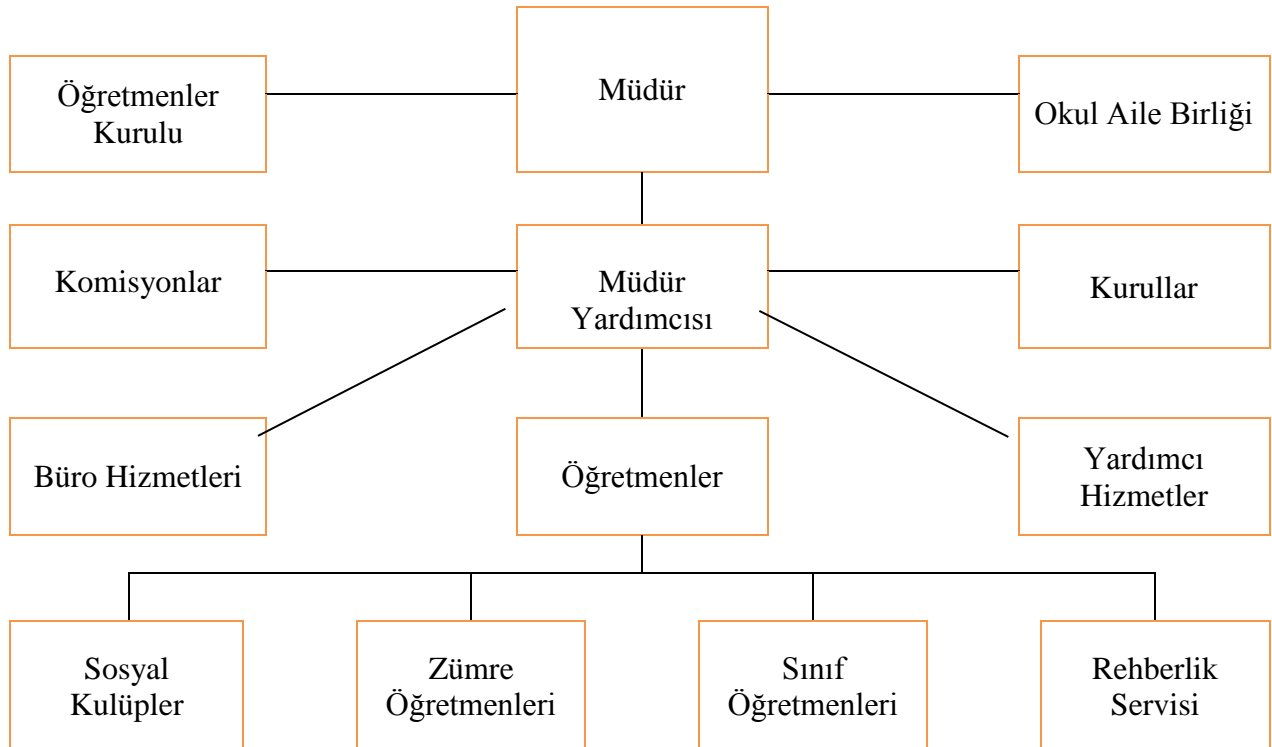 Müdür
Öğretmenler
Kurulu
Okul Aile Birliği
Komisyonlar
Müdür
Yardımcısı
Kurullar
Büro Hizmetleri
Öğretmenler
Yardımcı
Hizmetler
Sosyal
Kulüpler
Zümre
Öğretmenleri
Sınıf
Öğretmenleri
Rehberlik
Servisi